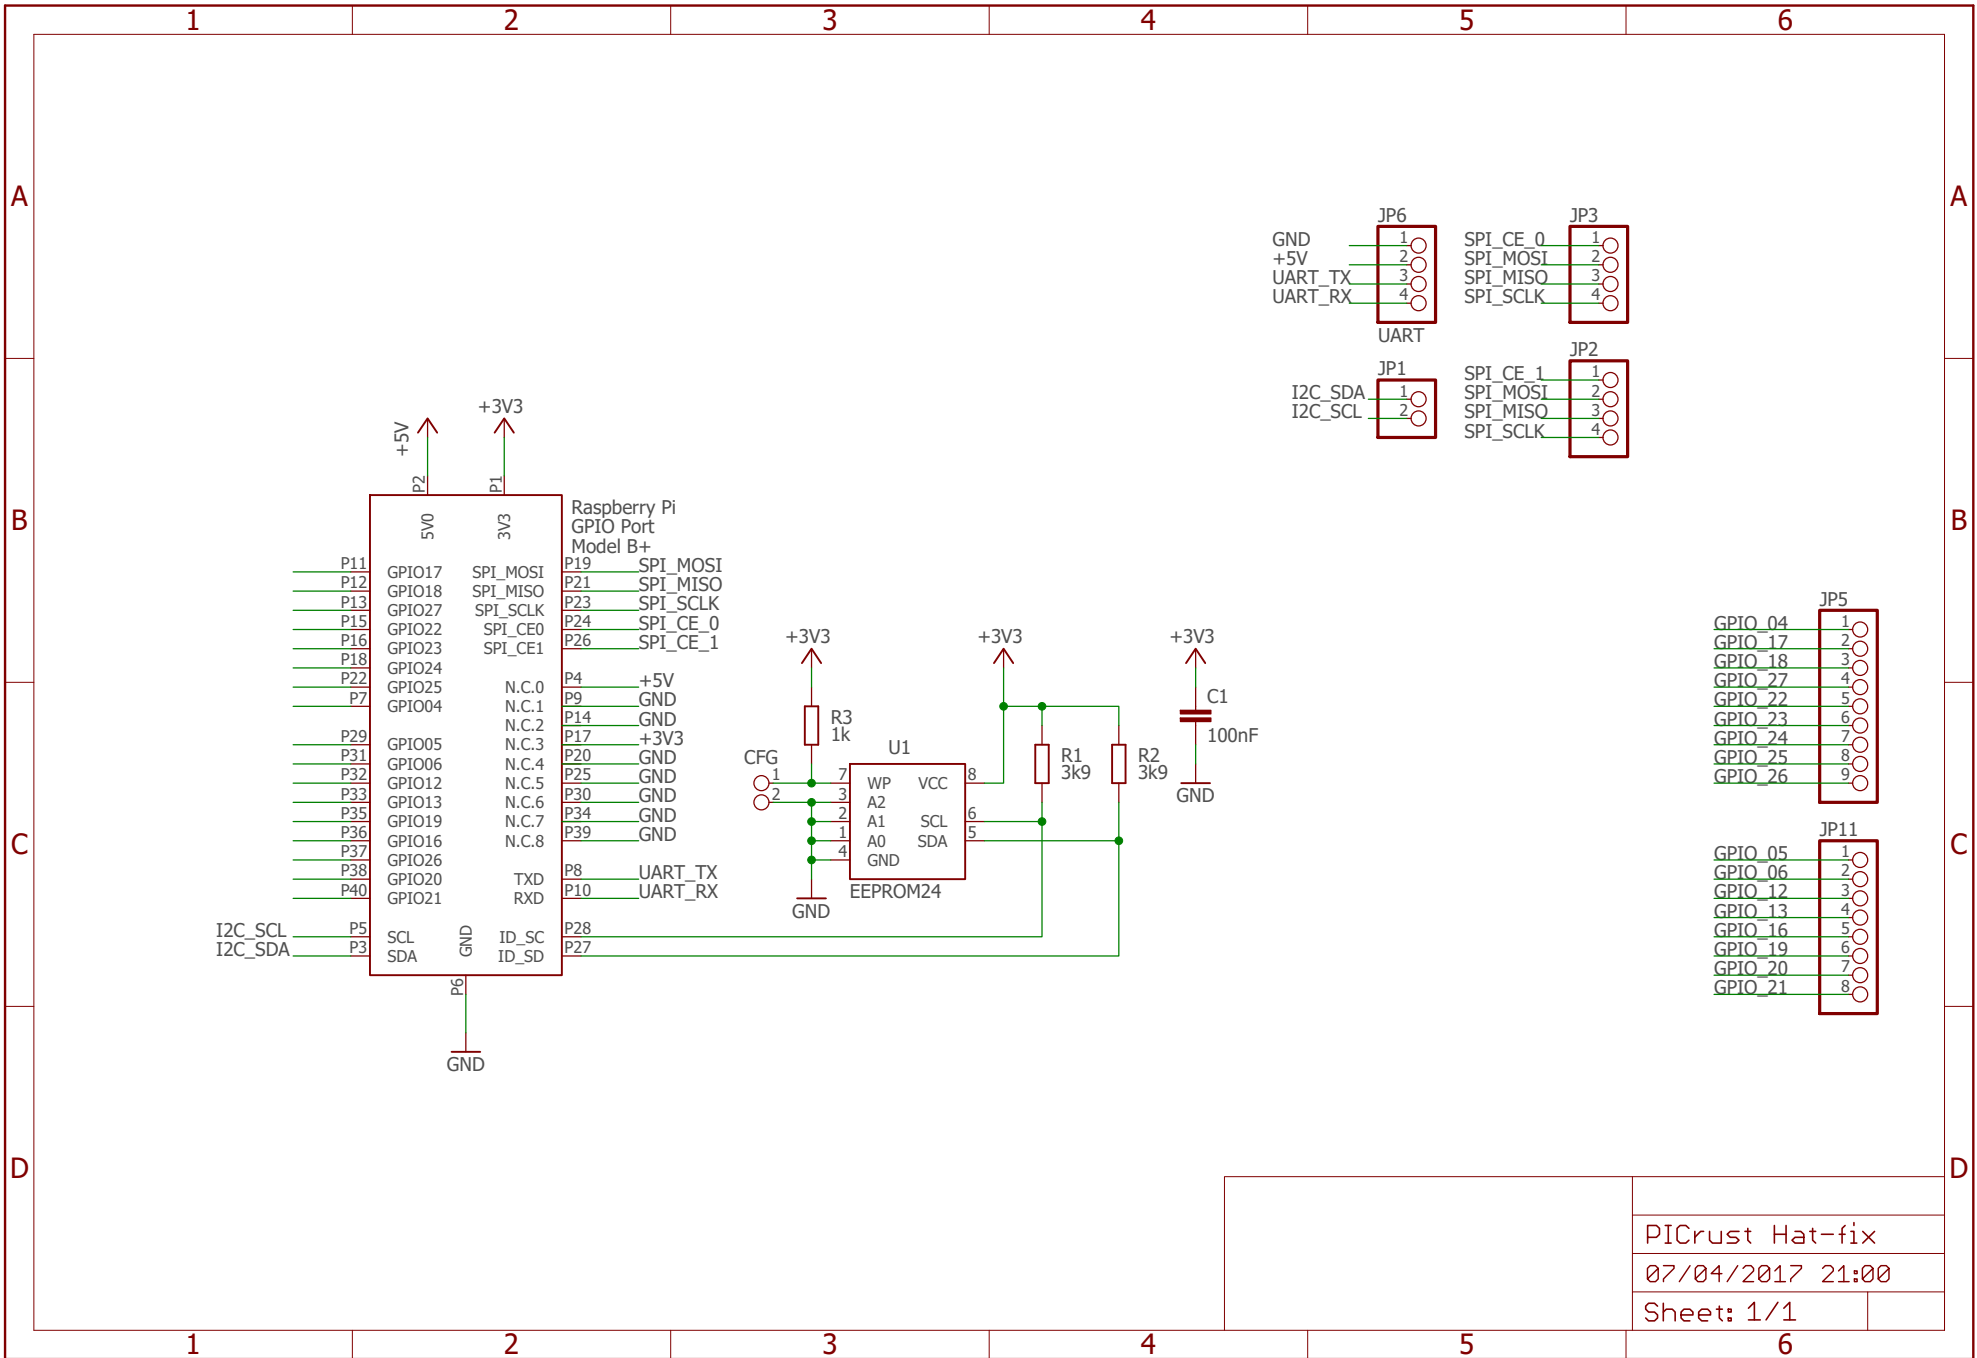 1 2 3 4 5 6
A A
JP6 JP3
GND 1 SPI_CE_0 1
+5V 2 SPI_MOSI 2
UART_TX 3 SPI_MISO 3
UART_RX 4 SPI_SCLK 4
UART
JP1 JP2
SPI_CE_1 1
I2C_SDA 1 SPI_MOSI 2
I2C_SCL 2 SPI_MISO 3
SPI_SCLK 4
+5V +3V3
P2 P1
B B
5V0 3V3
Raspberry Pi
GPIO Port
Model B+
P11 GPIO17 SPI_MOSI P19 SPI_MOSI
P12 GPIO18 SPI_MISO P21 SPI_MISO
P13 GPIO27 SPI_SCLK P23 SPI_SCLK
P15 GPIO22 SPI_CE0 P24 SPI_CE_0
P16 GPIO23 SPI_CE1 P26 SPI_CE_1
P18 GPIO24
P22 GPIO25 N.C.0 P4 +5V
P7 GPIO04 N.C.1 P9 GND
N.C.2 P14 GND
P29 GPIO05 N.C.3 P17 +3V3
P31 GPIO06 N.C.4 P20 GND
P32 GPIO12 N.C.5 P25 GND
P33 GPIO13 N.C.6 P30 GND
P35 GPIO19 N.C.7 P34 GND
P36 GPIO16 N.C.8 P39 GND
P37 GPIO26
P38 GPIO20 TXD P8 UART_TX
P40 GPIO21 RXD P10 UART_RX
I2C_SCL P5 SCL GND ID_SC P28
I2C_SDA P3 SDA ID_SD P27
P6
GND
+3V3 +3V3 +3V3
R3
1k
CFG
1
2
U1
7 WP VCC 8
3 A2
2 A1 SCL 6
1 A0 SDA 5
4 GND
EEPROM24
GND
R1
3k9
R2
3k9
C1
100nF
GND
JP5
GPIO_04 1
GPIO_17 2
GPIO_18 3
GPIO_27 4
GPIO_22 5
GPIO_23 6
GPIO_24 7
GPIO_25 8
GPIO_26 9
JP11
C C
GPIO_05 1
GPIO_06 2
GPIO_12 3
GPIO_13 4
GPIO_16 5
GPIO_19 6
GPIO_20 7
GPIO_21 8
D D
PICrust Hat-fix
07/04/2017 21:00
Sheet: 1/1
1 2 3 4 5 6